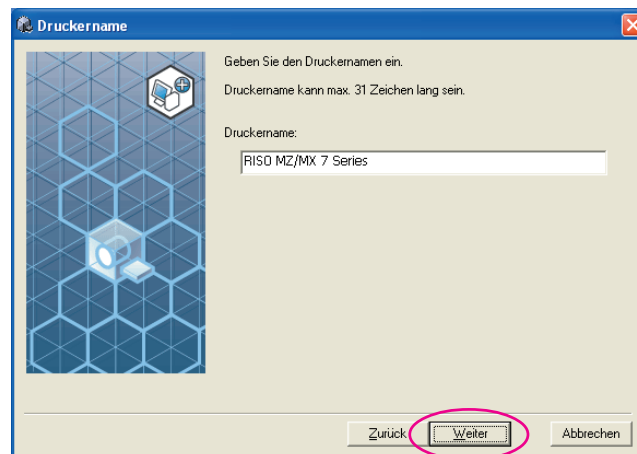 Druckername
Geben Sie den Druckernamen ein.
Druckername kann max. 31 Zeichen lang sein.
Druckername:
RISO MZ/MX 7 Series
Zurück
Weiter
Abbrechen